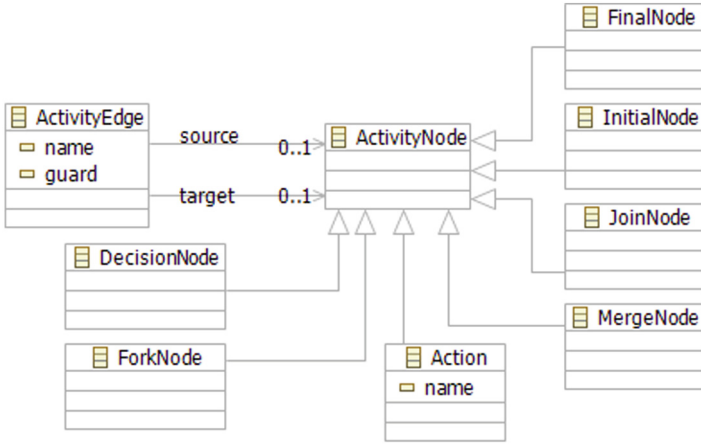 FinalNode
ActivityEdge
name
guard
source
0..1
target
0..1
ActivityNode
InitialNode
JoinNode
DecisionNode
MergeNode
ForkNode
Action
name